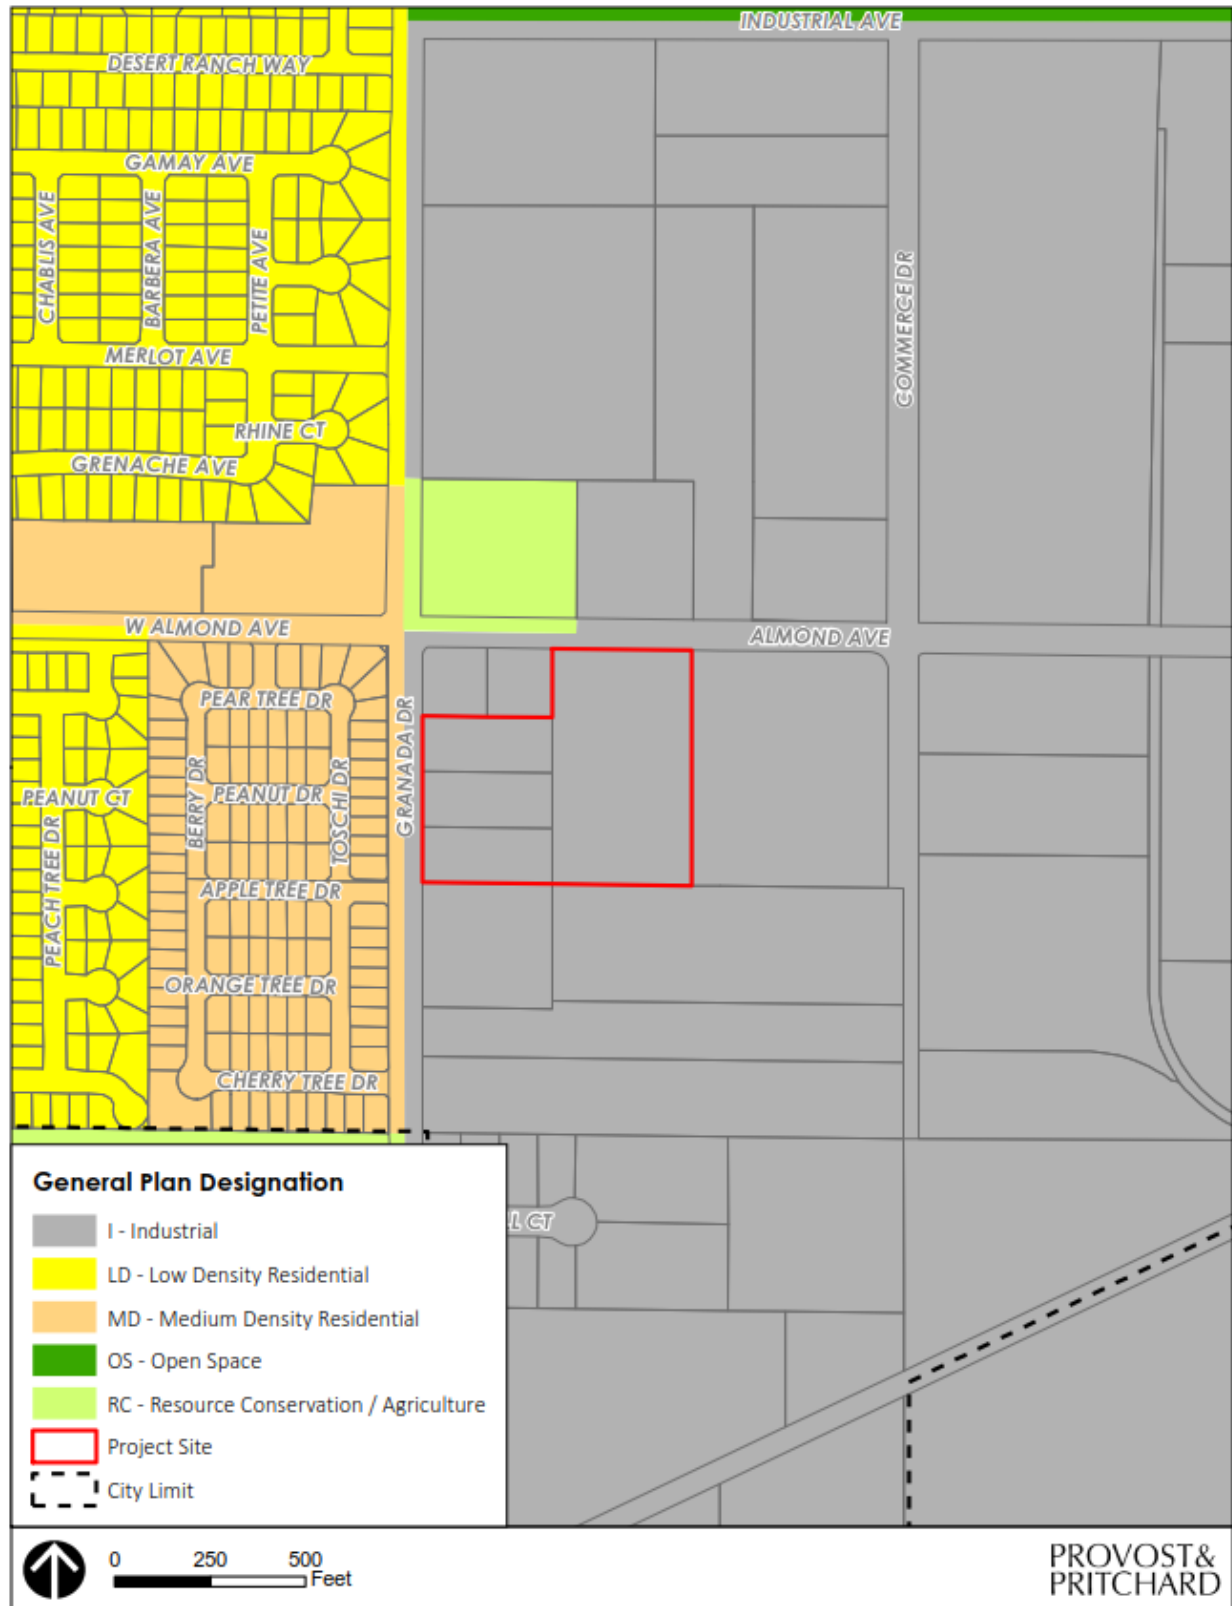 INDUSTRIAL AVE
DESERT RANCH WAY
GAMAY AVE
CHABLIS AVE
BARBERA AVE
PETITE AVE
COMMERCE DR
MERLOT AVE
RHINE CT
GRENACHE AVE
W ALMOND AVE
ALMOND AVE
PEAR TREE DR
GRANADA DR
BERRY DR
PEANUT DR
TOSCHI DR
PEANUT CT
PEACH TREE DR
APPLE TREE DR
ORANGE TREE DR
CHERRY TREE DR
LL CT
General Plan Designation
I - Industrial
LD - Low Density Residential
MD - Medium Density Residential
OS - Open Space
RC - Resource Conservation / Agriculture
Project Site
City Limit
0 250 500
Feet
PROVOST&
PRITCHARD